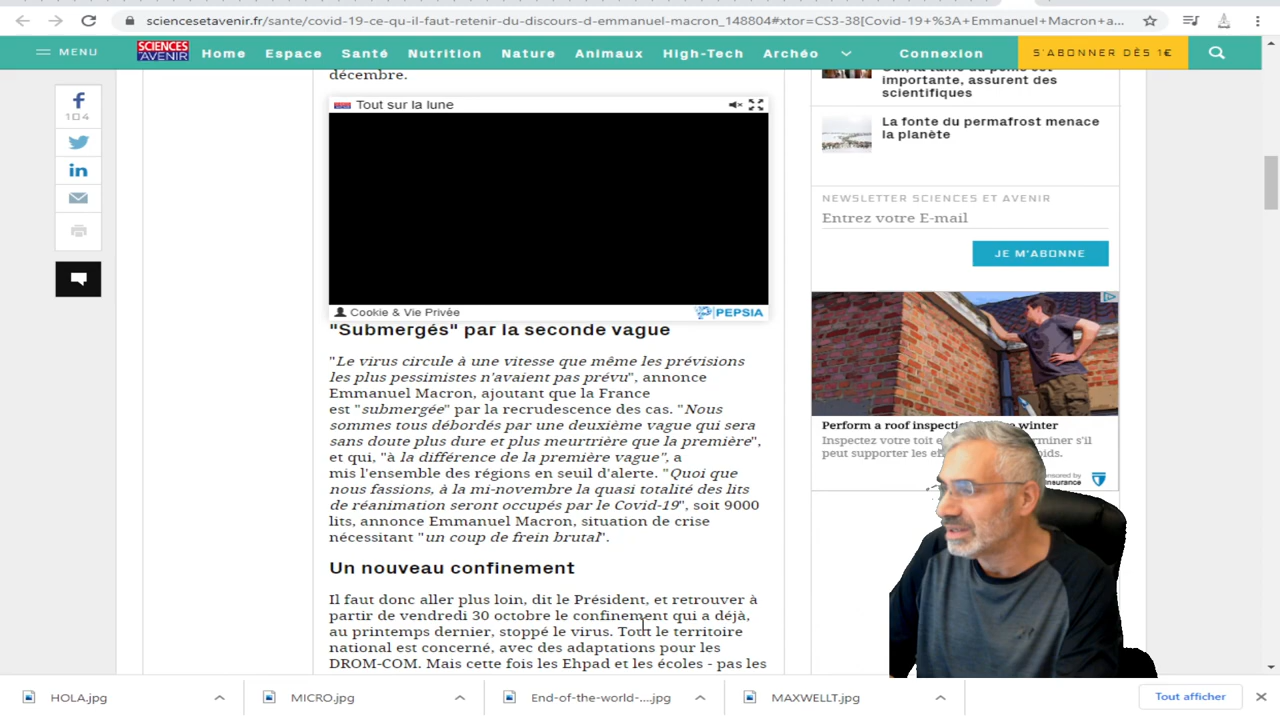 sciencesetavenir.fr/sante/covid-19-ce-qu-il-faut-retenir-du-discours-d-emmanuel-macron_148804#xtor=CS3-38[Covid-19+%3A+Emmanuel+Macron+a...
MENU
SCIENCES
AVENIR
Home
Espace
Santé
Nutrition
Nature
Animaux
High-Tech
Archéo
Connexion
S'ABONNER DÈS 1€
104
décembre.
Tout sur la lune
Cookie & Vie Privée
PEPSIA
"Submergés" par la seconde vague
"Le virus circule à une vitesse que même les prévisions
les plus pessimistes n'avaient pas prévu", annonce
Emmanuel Macron, ajoutant que la France
est "submergée" par la recrudescence des cas. "Nous
sommes tous débordés par une deuxième vague qui sera
sans doute plus dure et plus meurtrière que la première",
et qui, "à la différence de la première vague", a
mis l'ensemble des régions en seuil d'alerte. "Quoi que
nous fassions, à la mi-novembre la quasi totalité des lits
de réanimation seront occupés par le Covid-19", soit 9000
lits, annonce Emmanuel Macron, situation de crise
nécessitant "un coup de frein brutal".
Un nouveau confinement
Il faut donc aller plus loin, dit le Président, et retrouver à
partir de vendredi 30 octobre le confinement qui a déjà,
au printemps dernier, stoppé le virus. Tout le territoire
national est concerné, avec des adaptations pour les
DROM-COM. Mais cette fois les Ehpad et les écoles - pas les
importante, assurent des
scientifiques
La fonte du permafrost menace
la planète
NEWSLETTER SCIENCES ET AVENIR
Entrez votre E-mail
JE M'ABONNE
Perform a roof winter
Inspectez votre toit s'il
peut supporter les
HOLA.jpg
MICRO.jpg
End-of-the-world-....jpg
MAXWELLT.jpg
Tout afficher